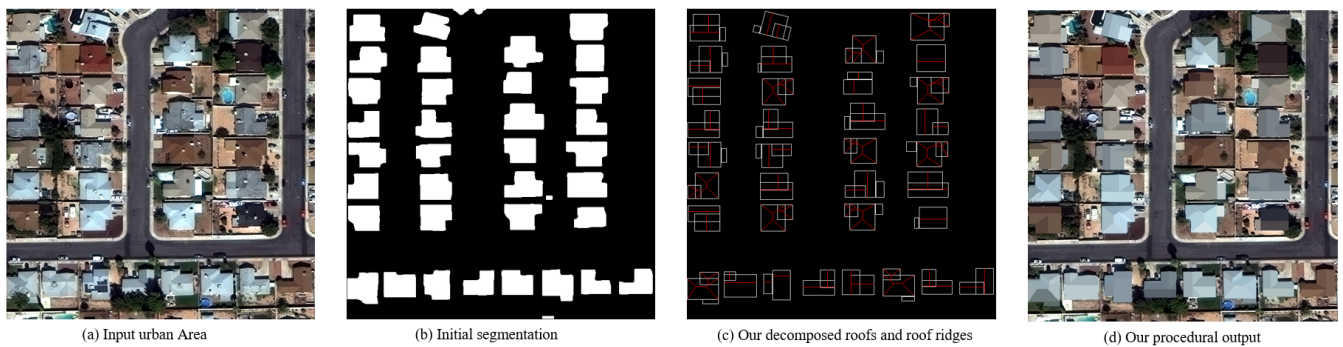 (a) Input urban Area
(b) Initial segmentation
(c) Our decomposed roofs and roof ridges
(d) Our procedural output